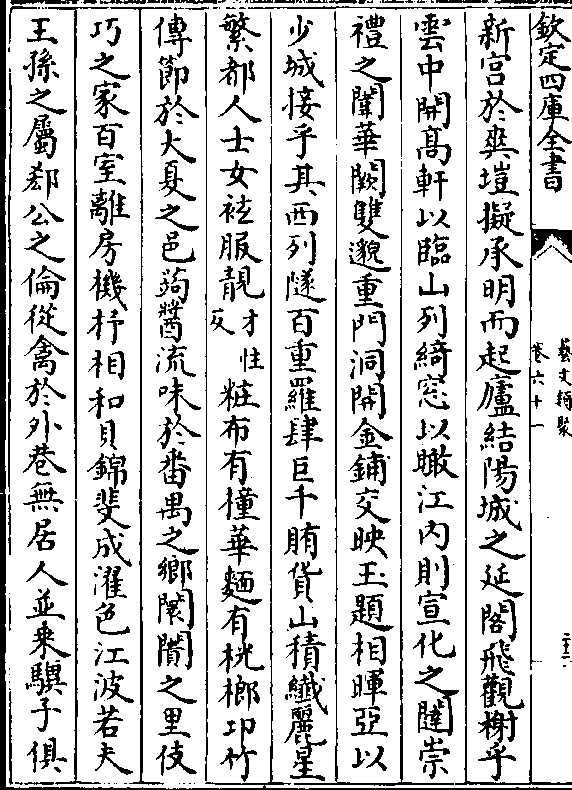 欽定四庫全書
藝文類聚
卷六十一
新宫於爽塏擬承明而起廬結陽城之延閣飛觀榭乎
雲中開髙軒以臨山列綺窓以瞰江内則宣化之闥崇
禮之闈華闕雙邈重門洞開金鋪交映玉題相暉亞以
少城接乎其西列隧百重羅肆巨千賄貨山積纎麗星
繁都人士女袨服靚才性反粧布有橦華麵有桄榔卭竹
傳節於大夏之邑蒟醬流味於番禺之鄉闤闠之里伎
巧之家百室離房機杼相和貝錦斐成濯色江波若夫
王孫之屬郄公之倫從禽於外巷無居人並乗驥子俱